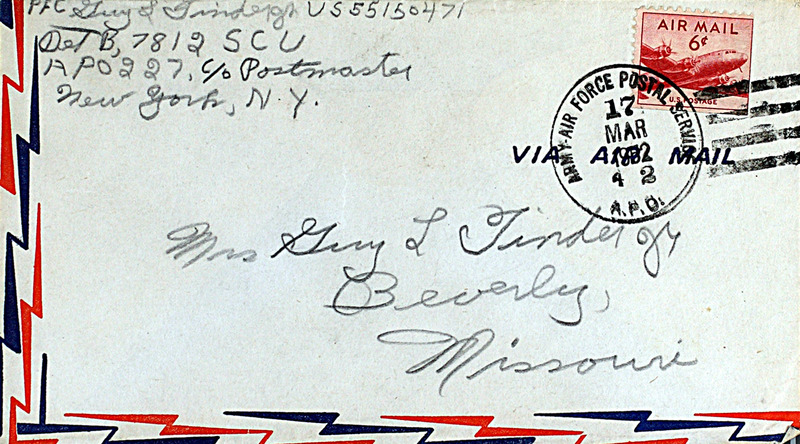 PFC Guy L Tinder Jr US55150471
Det B, 7812 SCU
APO 227, c/o Postmaster
New York, N.Y.
AIR MAIL
6¢
U.S. POSTAGE
ARMY-AIR FORCE POSTAL SERVICE
17
MAR
1952
4 2
A.P.O.
VIA AIR MAIL
Mrs Guy L Tinder Jr
Beverly,
Missouri